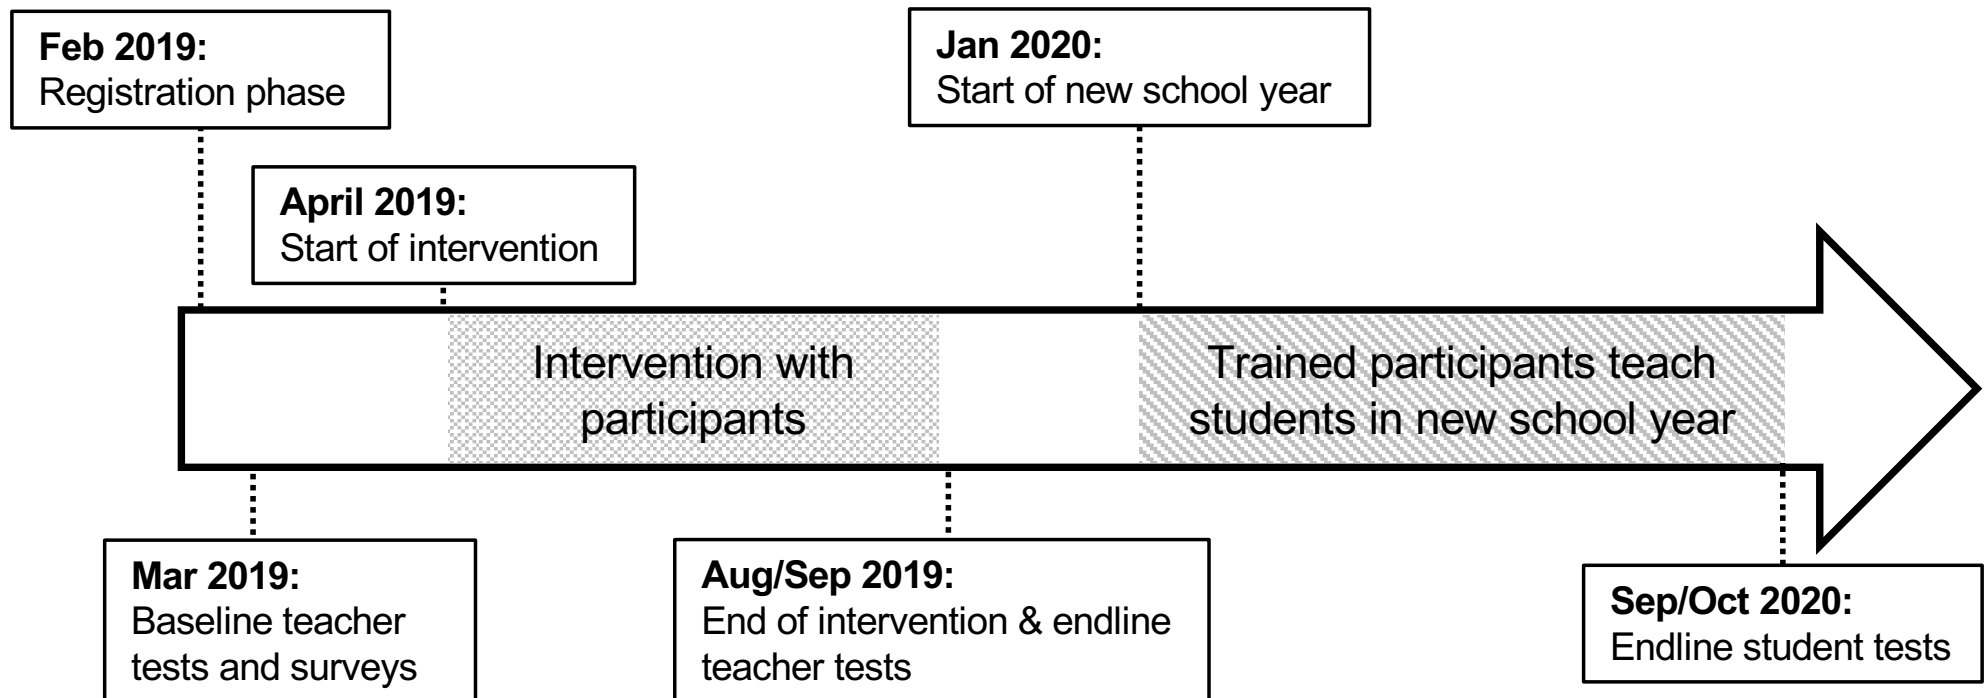 Feb 2019:
Registration phase
Jan 2020:
Start of new school year
April 2019:
Start of intervention
Intervention with
participants
Trained participants teach
students in new school year
Mar 2019:
Baseline teacher
tests and surveys
Aug/Sep 2019:
End of intervention & endline
teacher tests
Sep/Oct 2020:
Endline student tests